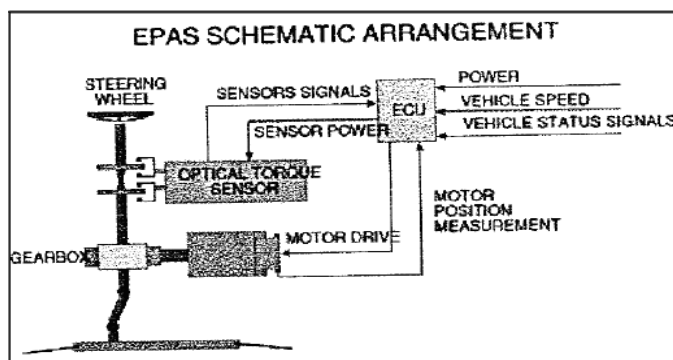 EPAS SCHEMATIC ARRANGEMENT
STEERING
WHEEL
SENSORS SIGNALS
SENSOR POWER
ECU
POWER
VEHICLE SPEED
VEHICLE STATUS SIGNALS
OPTICAL TORQUE
SENSOR
MOTOR
POSITION
MEASUREMENT
MOTOR DRIVE
GEARBOX